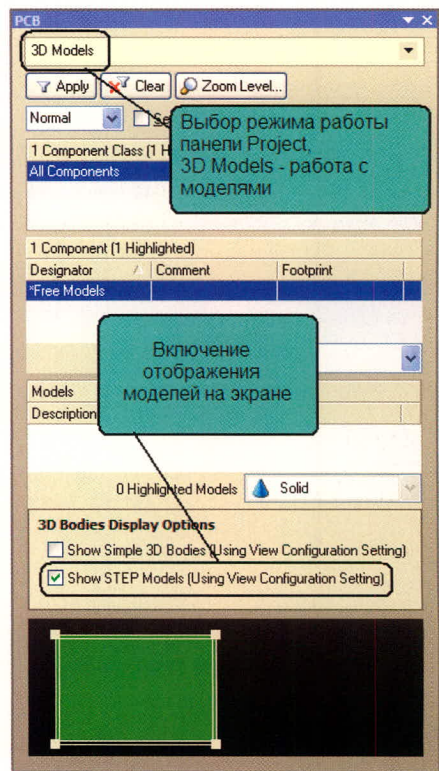 PCB
3D Models
Apply
Clear
Zoom Level...
Normal
Выбор режима работы
панели Project,
3D Models - работа с
моделями
1 Component Class (1 H
All Components
1 Component (1 Highlighted)
Designator Comment Footprint
*Free Models
Включение
отображения
моделей на экране
Models
Description
0 Highlighted Models Solid
3D Bodies Display Options
Show Simple 3D Bodies (Using View Configuration Setting)
Show STEP Models (Using View Configuration Setting)